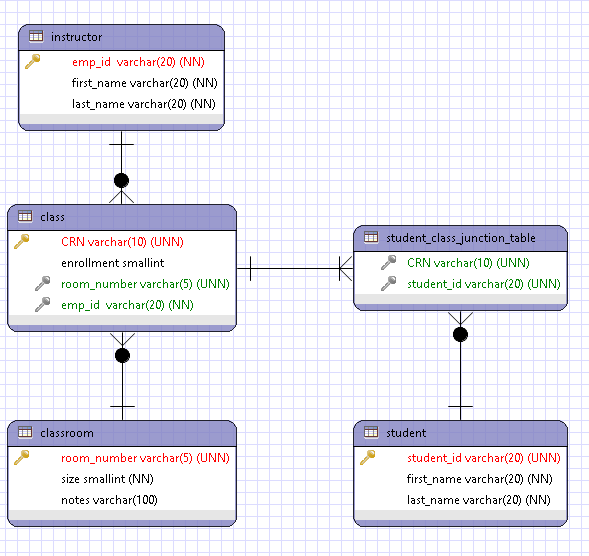 instructor
emp_id  varchar(20) (NN)
first_name varchar(20) (NN)
last_name varchar(20) (NN)
class
CRN varchar(10) (UNN)
enrollment smallint
room_number varchar(5) (UNN)
emp_id  varchar(20) (NN)
student_class_junction_table
CRN varchar(10) (UNN)
student_id varchar(20) (UNN)
classroom
room_number varchar(5) (UNN)
size smallint (NN)
notes varchar(100)
student
student_id varchar(20) (UNN)
first_name varchar(20) (NN)
last_name varchar(20) (NN)